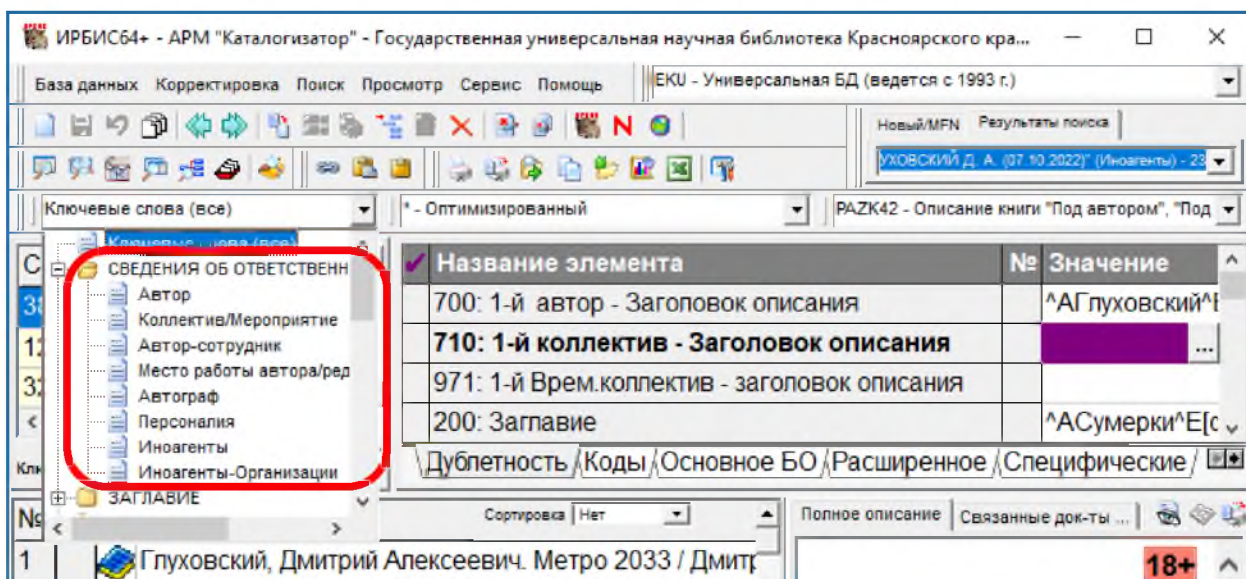 ИРБИС64+ - АРМ "Каталогизатор" - Государственная универсальная научная библиотека Красноярского кра...
База данных Корректировка Поиск Просмотр Сервис Помощь
EKU - Универсальная БД (ведется с 1993 г.)
Новый/MFN Результаты поиска
УХОВСКИЙ Д. А. (07.10.2022)" (Иноагенты) - 23
Ключевые слова (все)
* - Оптимизированный
PAZK42 - Описание книги "Под автором", "Под
Ключевые слова (все)
СВЕДЕНИЯ ОБ ОТВЕТСТВЕНН
Автор
Коллектив/Мероприятие
Автор-сотрудник
Место работы автора/ред
Автограф
Персоналия
Иноагенты
Иноагенты-Организации
ЗАГЛАВИЕ
Название элемента № Значение
700: 1-й автор - Заголовок описания ^AГлуховский^
710: 1-й коллектив - Заголовок описания ...
971: 1-й Врем.коллектив - заголовок описания
200: Заглавие ^AСумерки^E[
Дублетность Коды Основное БО Расширенное Специфические
Сортировка Нет
Полное описание Связанные док-ты ...
1 Глуховский, Дмитрий Алексеевич. Метро 2033 / Дмитр
18+